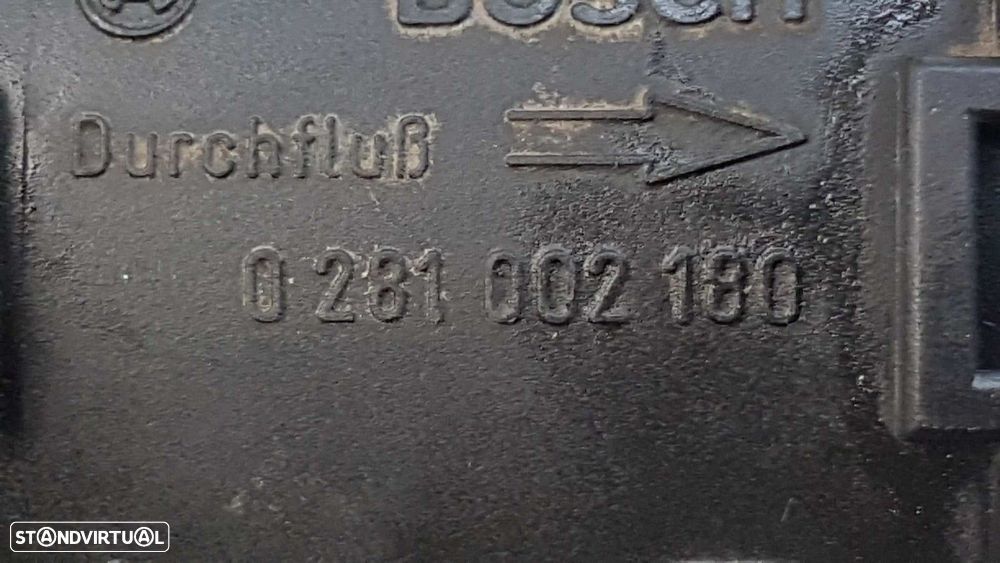 BOSCH
Durchfluß
0 281 002 180
STANDVIRTUAL